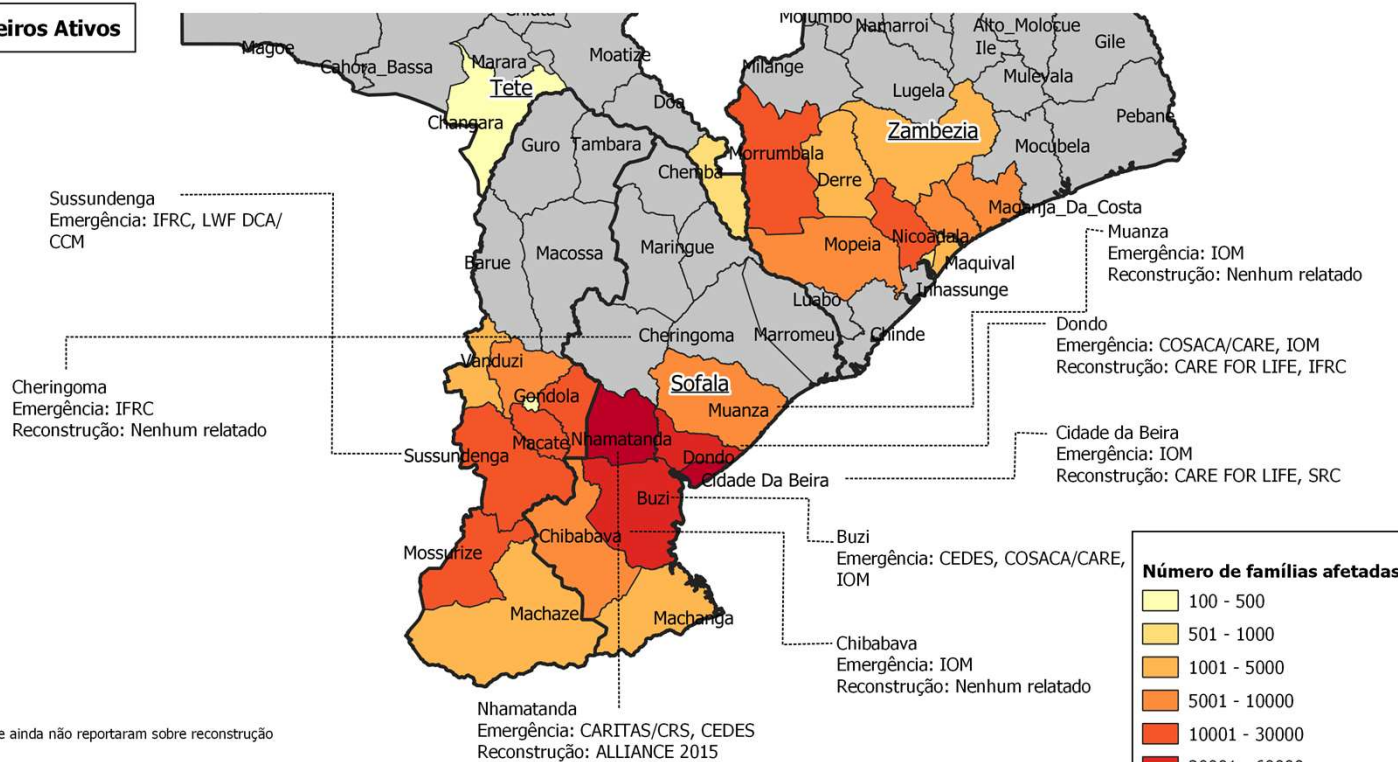 eiros Ativos
Chiuta
Molumbo
Namarroi
Alto_Molocue
Gile
Ile
Magoe
Cahora_Bassa
Marara
Moatize
Milange
Mulevala
Tete
Lugela
Doa
Pebane
Changara
Zambezia
Guro
Tambara
Mocubela
Morrumbala
Chemba
Derre
Sussundenga
Emergência: IFRC, LWF DCA/
CCM
Maganja_Da_Costa
Muanza
Emergência: IOM
Reconstrução: Nenhum relatado
Macossa
Maringue
Mopeia
Nicoadala
Barue
Maquival
Inhassunge
Luabo
Cheringoma
Marromeu
Chinde
Dondo
Emergência: COSACA/CARE, IOM
Reconstrução: CARE FOR LIFE, IFRC
Vanduzi
Cheringoma
Emergência: IFRC
Reconstrução: Nenhum relatado
Sofala
Gondola
Muanza
Cidade da Beira
Emergência: IOM
Reconstrução: CARE FOR LIFE, SRC
Macate
Nhamatanda
Sussundenga
Dondo
Cidade Da Beira
Buzi
Chibabava
Buzi
Emergência: CEDES, COSACA/CARE,
IOM
Mossurize
Machaze
Machanga
Número de famílias afetadas
100 - 500
501 - 1000
1001 - 5000
5001 - 10000
10001 - 30000
Chibabava
Emergência: IOM
Reconstrução: Nenhum relatado
Nhamatanda
Emergência: CARITAS/CRS, CEDES
Reconstrução: ALLIANCE 2015
e ainda não reportaram sobre reconstrução